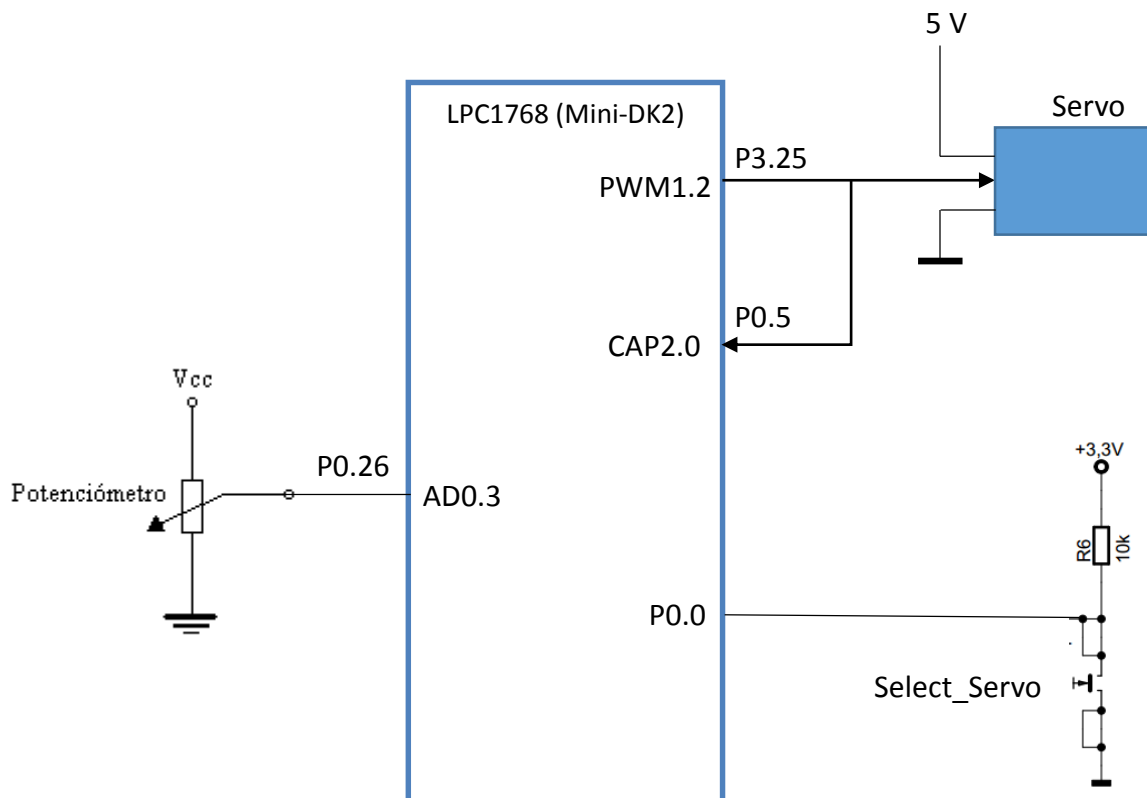 5 V
LPC1768 (Mini-DK2)
Servo
P3.25
PWM1.2
P0.5
CAP2.0
Vcc
P0.26
Potenciómetro
AD0.3
+3,3V
R6
10k
P0.0
Select_Servo